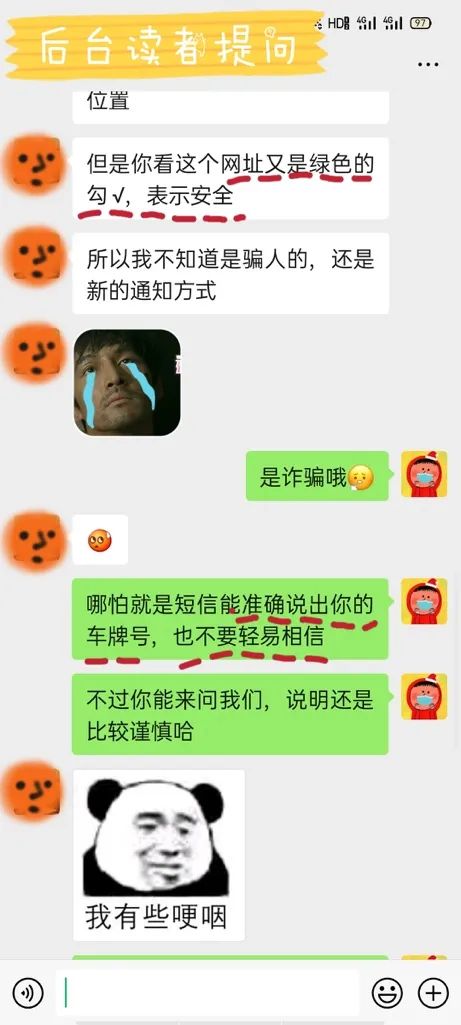 后台读者提问
HD 4G 4G 97
位置
但是你看这个网址又是绿色的
勾√，表示安全
所以我不知道是骗人的，还是
新的通知方式
是诈骗哦
哪怕就是短信能准确说出你的
车牌号，也不要轻易相信
不过你能来问我们，说明还是
比较谨慎哈
我有些哽咽